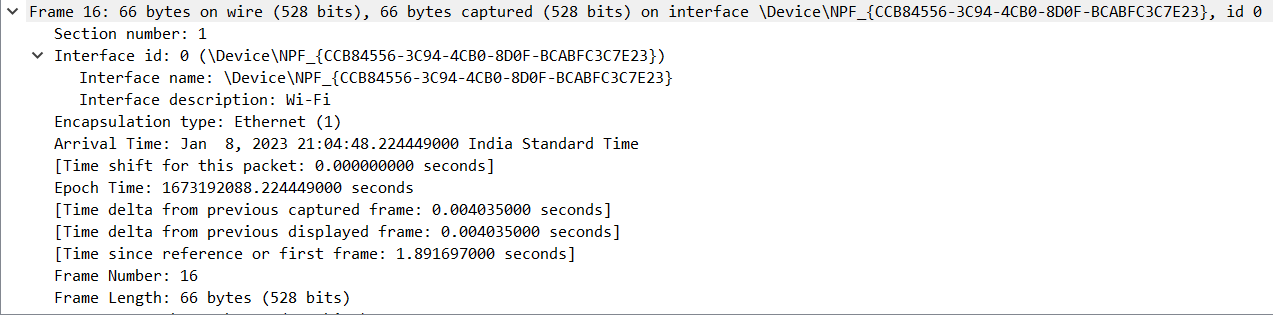 Frame 16: 66 bytes on wire (528 bits), 66 bytes captured (528 bits) on interface \Device\NPF_{CCB84556-3C94-4CB0-8D0F-BCABFC3C7E23}, id 0
Section number: 1
Interface id: 0 (\Device\NPF_{CCB84556-3C94-4CB0-8D0F-BCABFC3C7E23})
Interface name: \Device\NPF_{CCB84556-3C94-4CB0-8D0F-BCABFC3C7E23}
Interface description: Wi-Fi
Encapsulation type: Ethernet (1)
Arrival Time: Jan  8, 2023 21:04:48.224449000 India Standard Time
[Time shift for this packet: 0.000000000 seconds]
Epoch Time: 1673192088.224449000 seconds
[Time delta from previous captured frame: 0.004035000 seconds]
[Time delta from previous displayed frame: 0.004035000 seconds]
[Time since reference or first frame: 1.891697000 seconds]
Frame Number: 16
Frame Length: 66 bytes (528 bits)